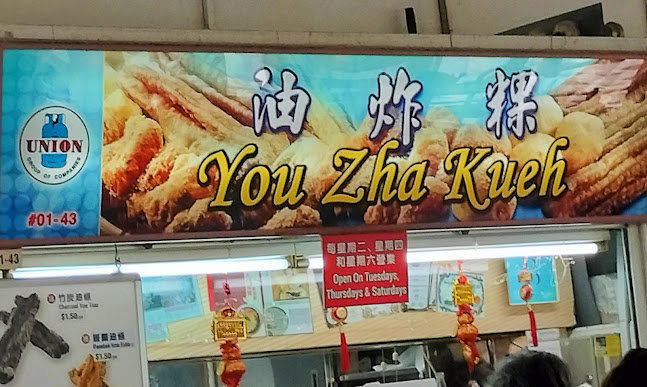 油 炸 粿
You Zha Kueh
UNION
GROUP OF COMPANIES
#01-43
1-43
每星期二、星期四
和星期六營業
Open On Tuesdays,
Thursdays & Saturdays
竹炭油條
Charcoal You Tiao
$1.50
$1.50